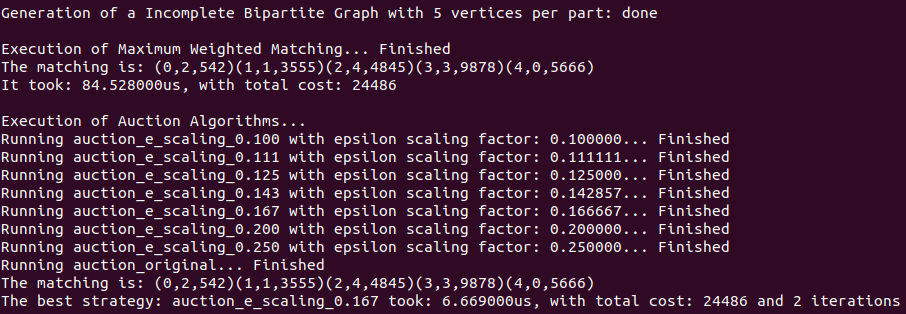 Generation of a Incomplete Bipartite Graph with 5 vertices per part: done
Execution of Maximum Weighted Matching... Finished
The matching is: (0,2,542)(1,1,3555)(2,4,4845)(3,3,9878)(4,0,5666)
It took: 84.528000us, with total cost: 24486
Execution of Auction Algorithms...
Running auction_e_scaling_0.100 with epsilon scaling factor: 0.100000... Finished
Running auction_e_scaling_0.111 with epsilon scaling factor: 0.111111... Finished
Running auction_e_scaling_0.125 with epsilon scaling factor: 0.125000... Finished
Running auction_e_scaling_0.143 with epsilon scaling factor: 0.142857... Finished
Running auction_e_scaling_0.167 with epsilon scaling factor: 0.166667... Finished
Running auction_e_scaling_0.200 with epsilon scaling factor: 0.200000... Finished
Running auction_e_scaling_0.250 with epsilon scaling factor: 0.250000... Finished
Running auction_original... Finished
The matching is: (0,2,542)(1,1,3555)(2,4,4845)(3,3,9878)(4,0,5666)
The best strategy: auction_e_scaling_0.167 took: 6.669000us, with total cost: 24486 and 2 iterations